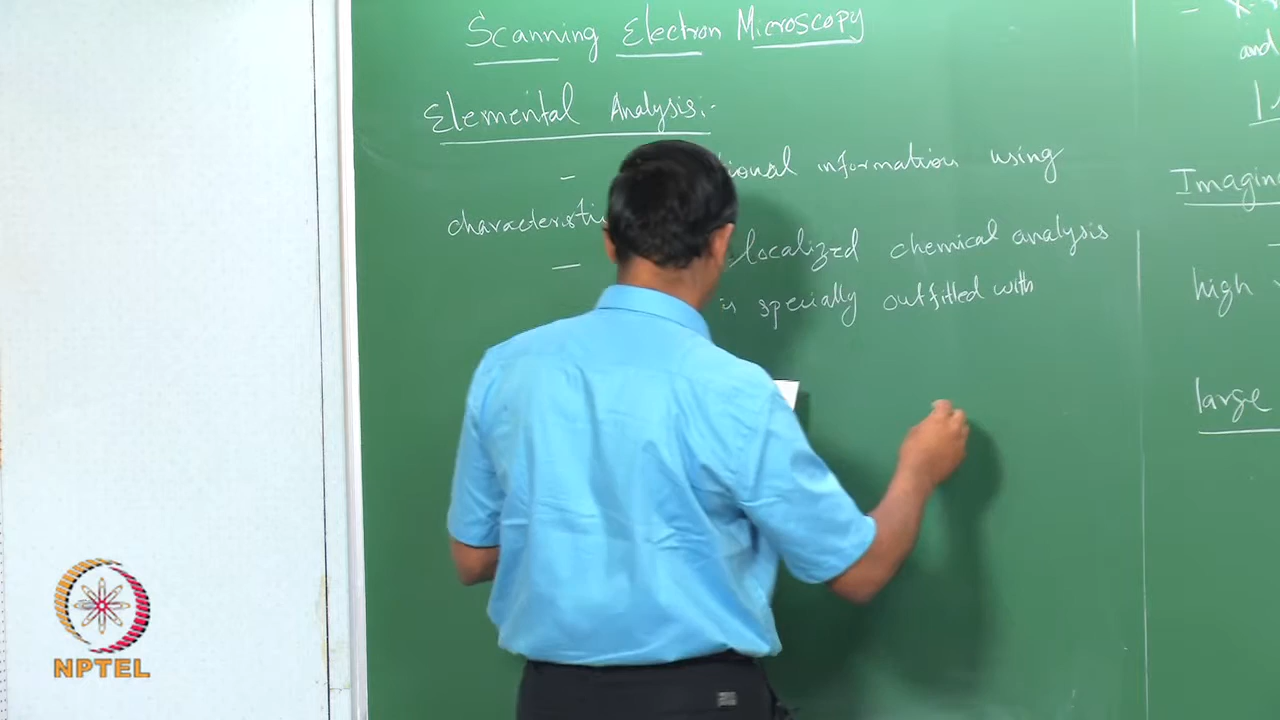 Scanning Electron Microscopy
Elemental Analysis:-
- tional information using
characteristi
- localized chemical analysis
is specially outfitted with
- X-
and
Imagin
high
large
NPTEL